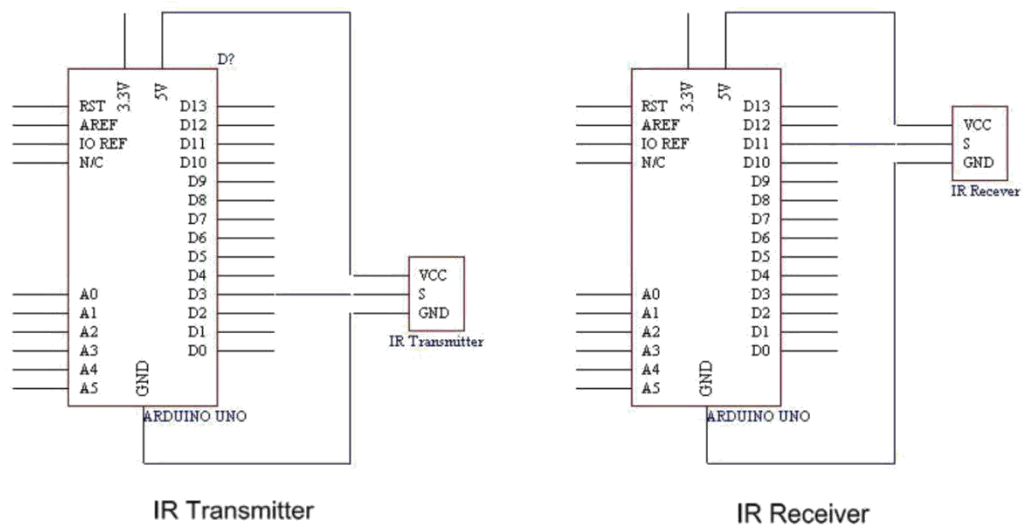 D?
3.3V
5V
RST
AREF
IO REF
N/C
D13
D12
D11
D10
D9
D8
D7
D6
D5
D4
D3
D2
D1
D0
A0
A1
A2
A3
A4
A5
GND
ARDUINO UNO
VCC
S
GND
IR Transmitter
IR Transmitter
3.3V
5V
RST
AREF
IO REF
N/C
D13
D12
D11
D10
D9
D8
D7
D6
D5
D4
D3
D2
D1
D0
A0
A1
A2
A3
A4
A5
GND
ARDUINO UNO
VCC
S
GND
IR Recever
IR Receiver